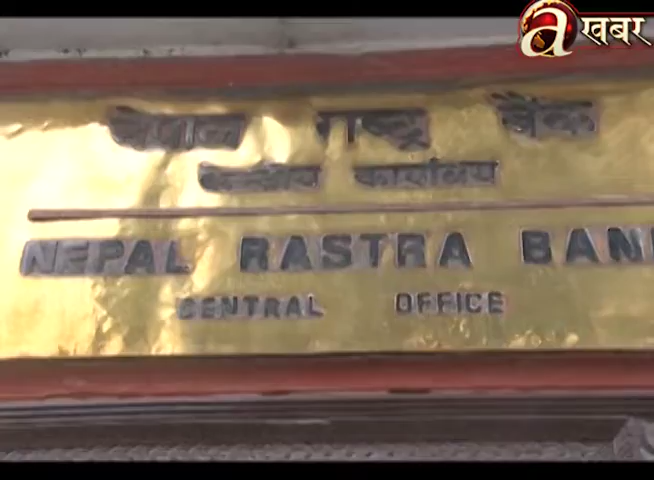 a खबर
नेपाल राष्ट्र बैंक
केन्द्रीय कार्यालय
NEPAL RASTRA BAN
CENTRAL OFFICE